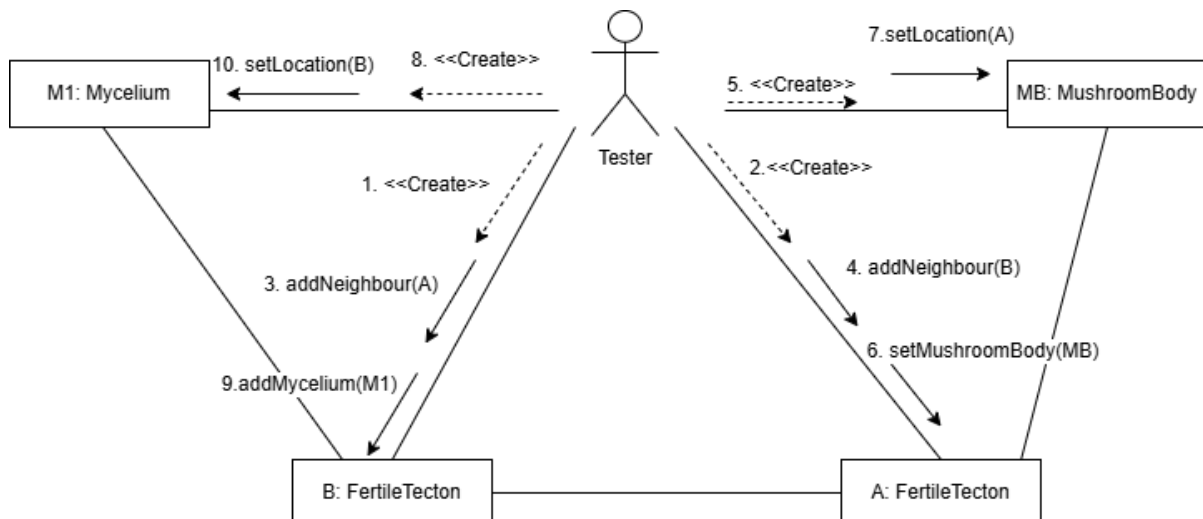 7.setLocation(A)
10. setLocation(B)
8. <<Create>>
5. <<Create>>
M1: Mycelium
MB: MushroomBody
Tester
1. <<Create>>
2.<<Create>>
3. addNeighbour(A)
4. addNeighbour(B)
6. setMushroomBody(MB)
9.addMycelium(M1)
B: FertileTecton
A: FertileTecton